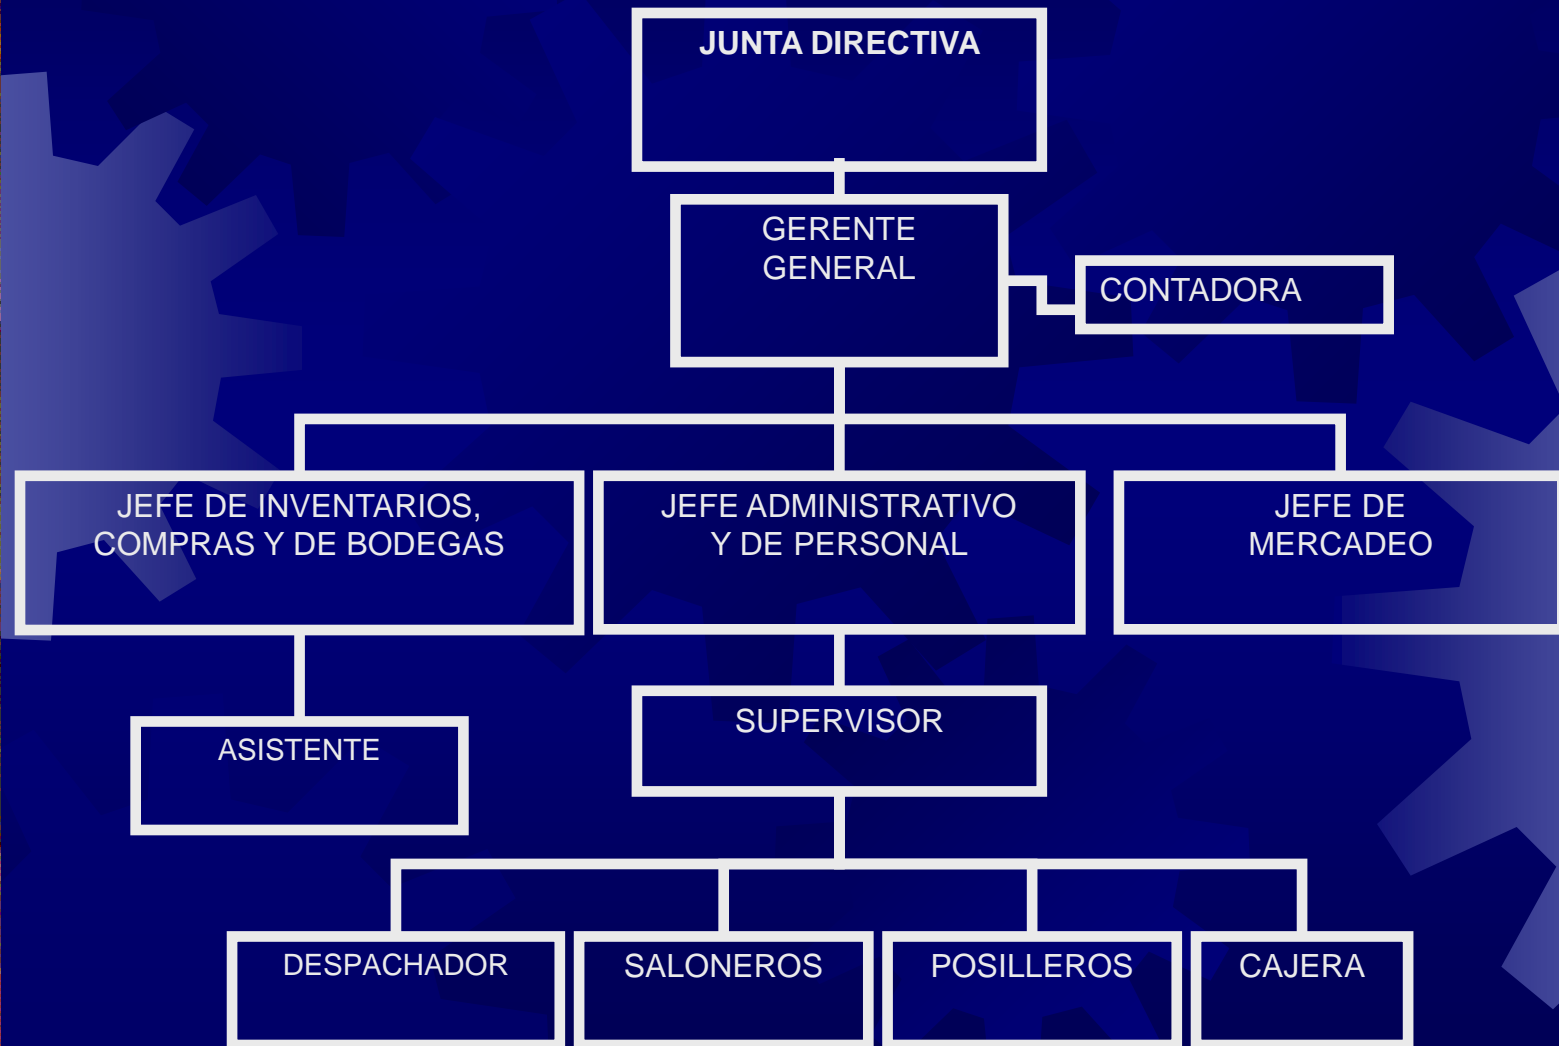 JUNTA DIRECTIVA
GERENTE
GENERAL
CONTADORA
JEFE DE INVENTARIOS,
COMPRAS Y DE BODEGAS
JEFE ADMINISTRATIVO
Y DE PERSONAL
JEFE DE
MERCADEO
ASISTENTE
SUPERVISOR
DESPACHADOR
SALONEROS
POSILLEROS
CAJERA